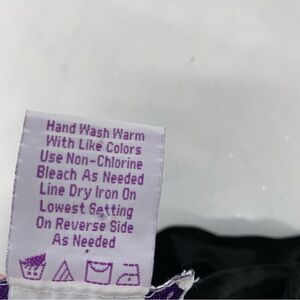 Hand Wash Warm
With Like Colors
Use Non-Chlorine
Bleach As Needed
Line Dry Iron On
Lowest Setting
On Reverse Side
As Needed